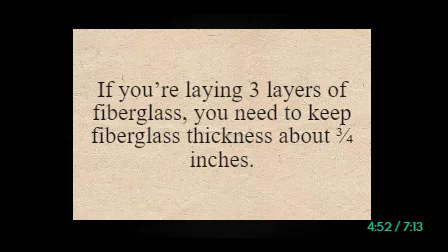 If you’re laying 3 layers of
fiberglass, you need to keep
fiberglass thickness about ¾
inches.
4:52 / 7:13